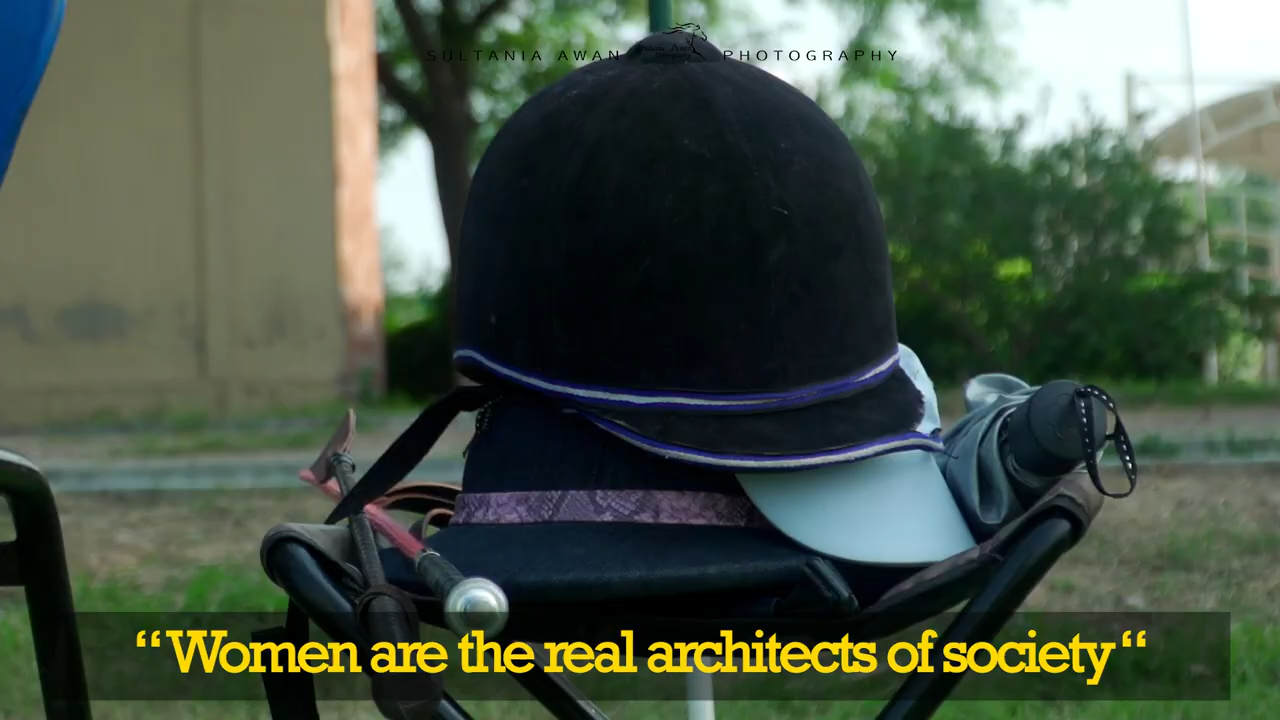 SULTANIA AWAN PHOTOGRAPHY
“Women are the real architects of society“